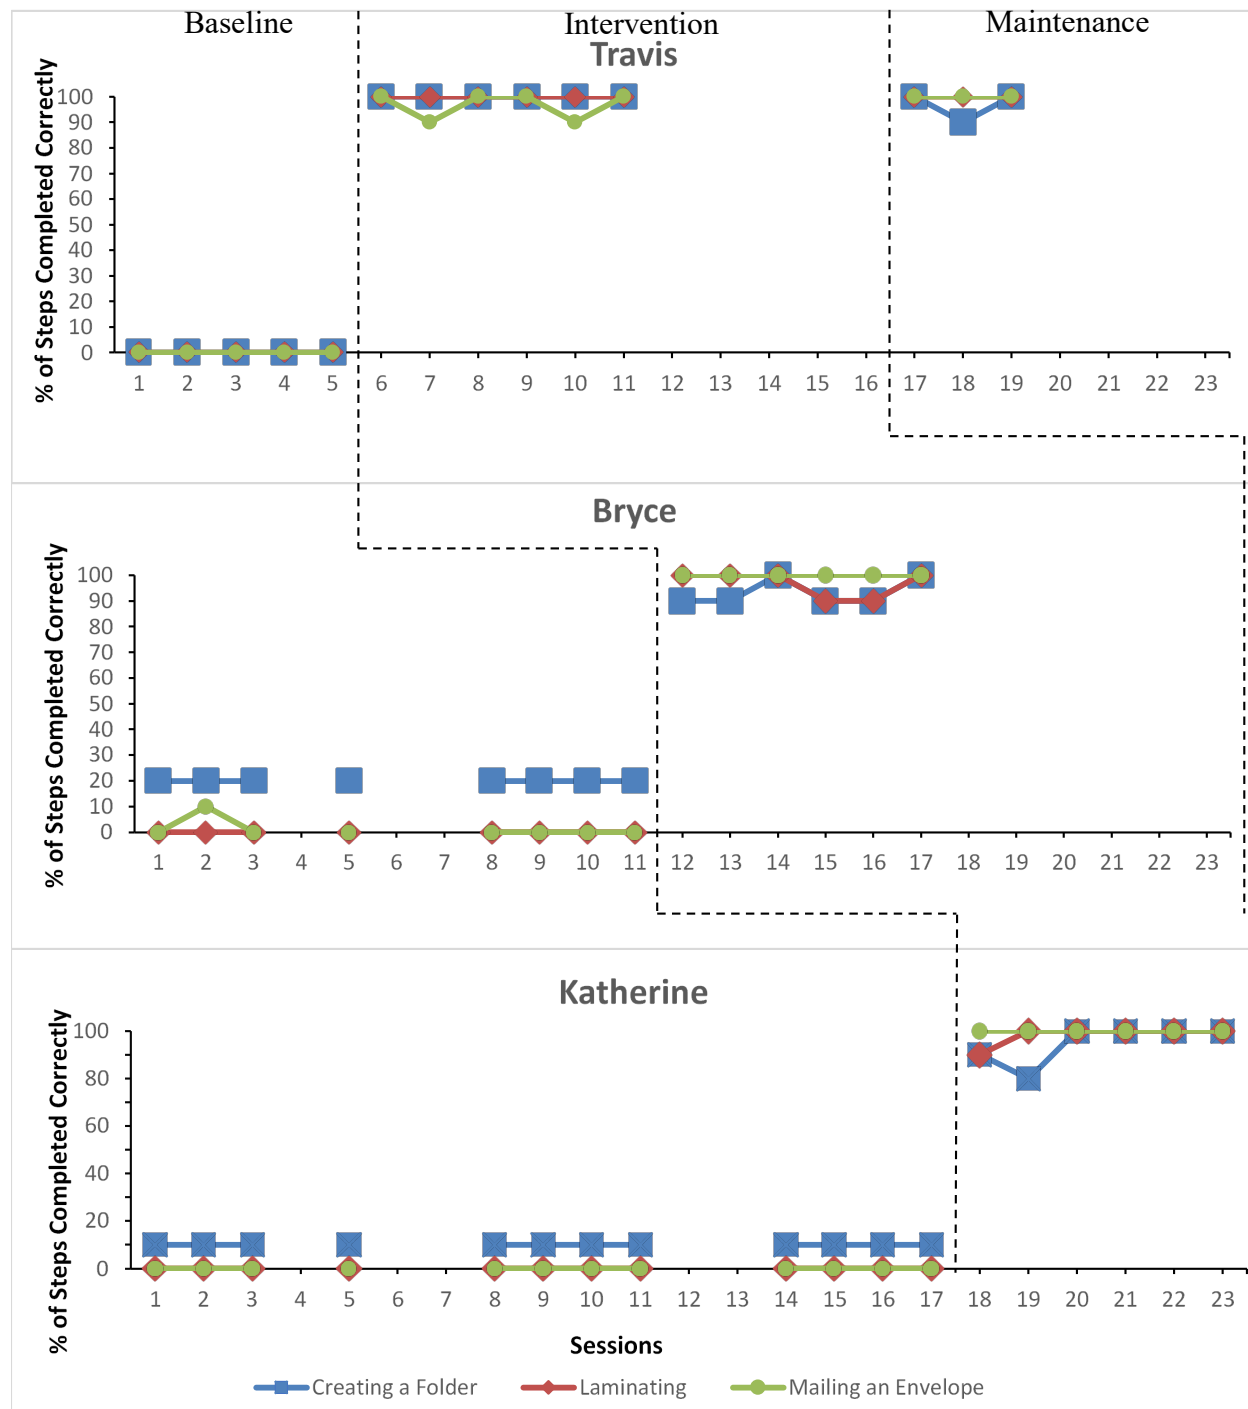 Baseline Intervention Maintenance
Travis
% of Steps Completed Correctly
100
90
80
70
60
50
40
30
20
10
0
1 2 3 4 5 6 7 8 9 10 11 12 13 14 15 16 17 18 19 20 21 22 23
Bryce
% of Steps Completed Correctly
100
90
80
70
60
50
40
30
20
10
0
1 2 3 4 5 6 7 8 9 10 11 12 13 14 15 16 17 18 19 20 21 22 23
Katherine
% of Steps Completed Correctly
100
80
60
40
20
0
1 2 3 4 5 6 7 8 9 10 11 12 13 14 15 16 17 18 19 20 21 22 23
Sessions
Creating a Folder Laminating Mailing an Envelope